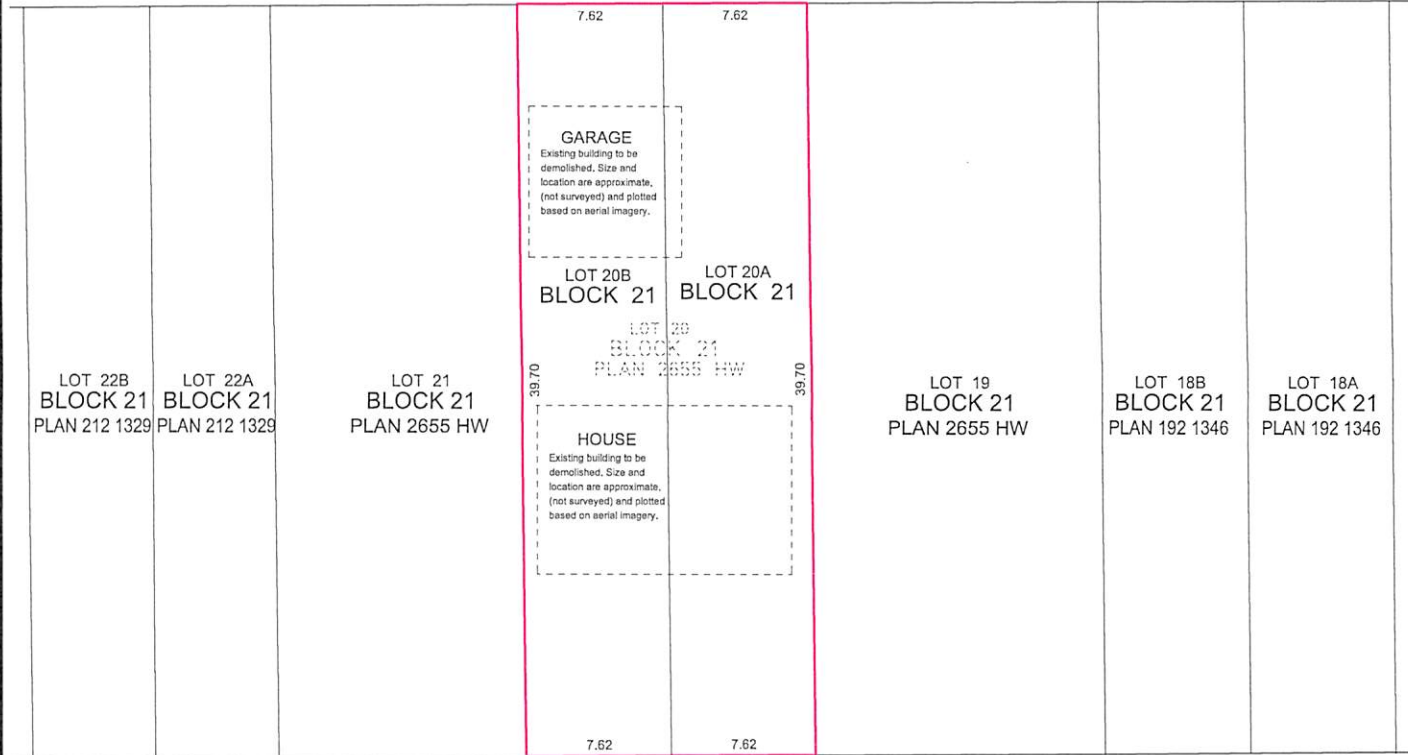 7.62
7.62
GARAGE
Existing building to be
demolished. Size and
location are approximate,
(not surveyed) and plotted
based on aerial imagery.
LOT 20B
BLOCK 21
LOT 20A
BLOCK 21
LOT 20
BLOCK 21
PLAN 2655 HW
39.70
39.70
LOT 22B
BLOCK 21
PLAN 212 1329
LOT 22A
BLOCK 21
PLAN 212 1329
LOT 21
BLOCK 21
PLAN 2655 HW
HOUSE
Existing building to be
demolished. Size and
location are approximate,
(not surveyed) and plotted
based on aerial imagery.
LOT 19
BLOCK 21
PLAN 2655 HW
LOT 18B
BLOCK 21
PLAN 192 1346
LOT 18A
BLOCK 21
PLAN 192 1346
7.62
7.62